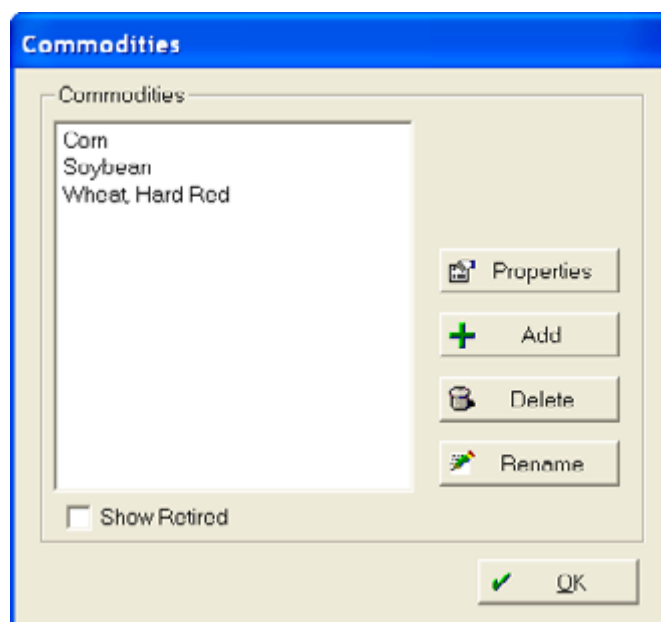 Commodities
Commodities
Corn
Soybean
Wheat, Hard Red
Properties
Add
Delete
Rename
Show Retired
OK